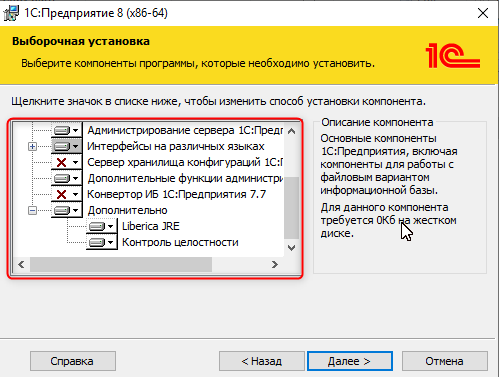 1С:Предприятие 8 (x86-64)
Выборочная установка
Выберите компоненты программы, которые необходимо установить.
Щелкните значок в списке ниже, чтобы изменить способ установки компонента.
Администрирование сервера 1С:Предп
Интерфейсы на различных языках
Сервер хранилища конфигураций 1С:П
Дополнительные функции администри
Конвертор ИБ 1С:Предприятия 7.7
Дополнительно
Liberica JRE
Контроль целостности
Описание компонента
Основные компоненты
1С:Предприятия, включая
компоненты для работы с
файловым вариантом
информационной базы.
Для данного компонента
требуется 0Кб на жестком
диске.
Справка
< Назад
Далее >
Отмена